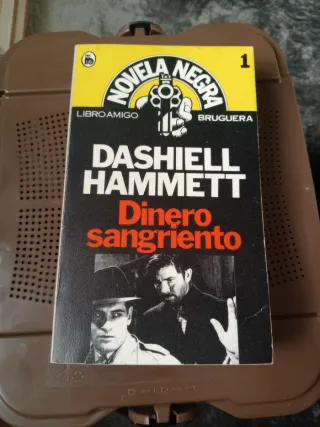 NOVELA NEGRA
1
LIBRO AMIGO
BRUGUERA
DASHIELL
HAMMETT
Dinero
sangriento